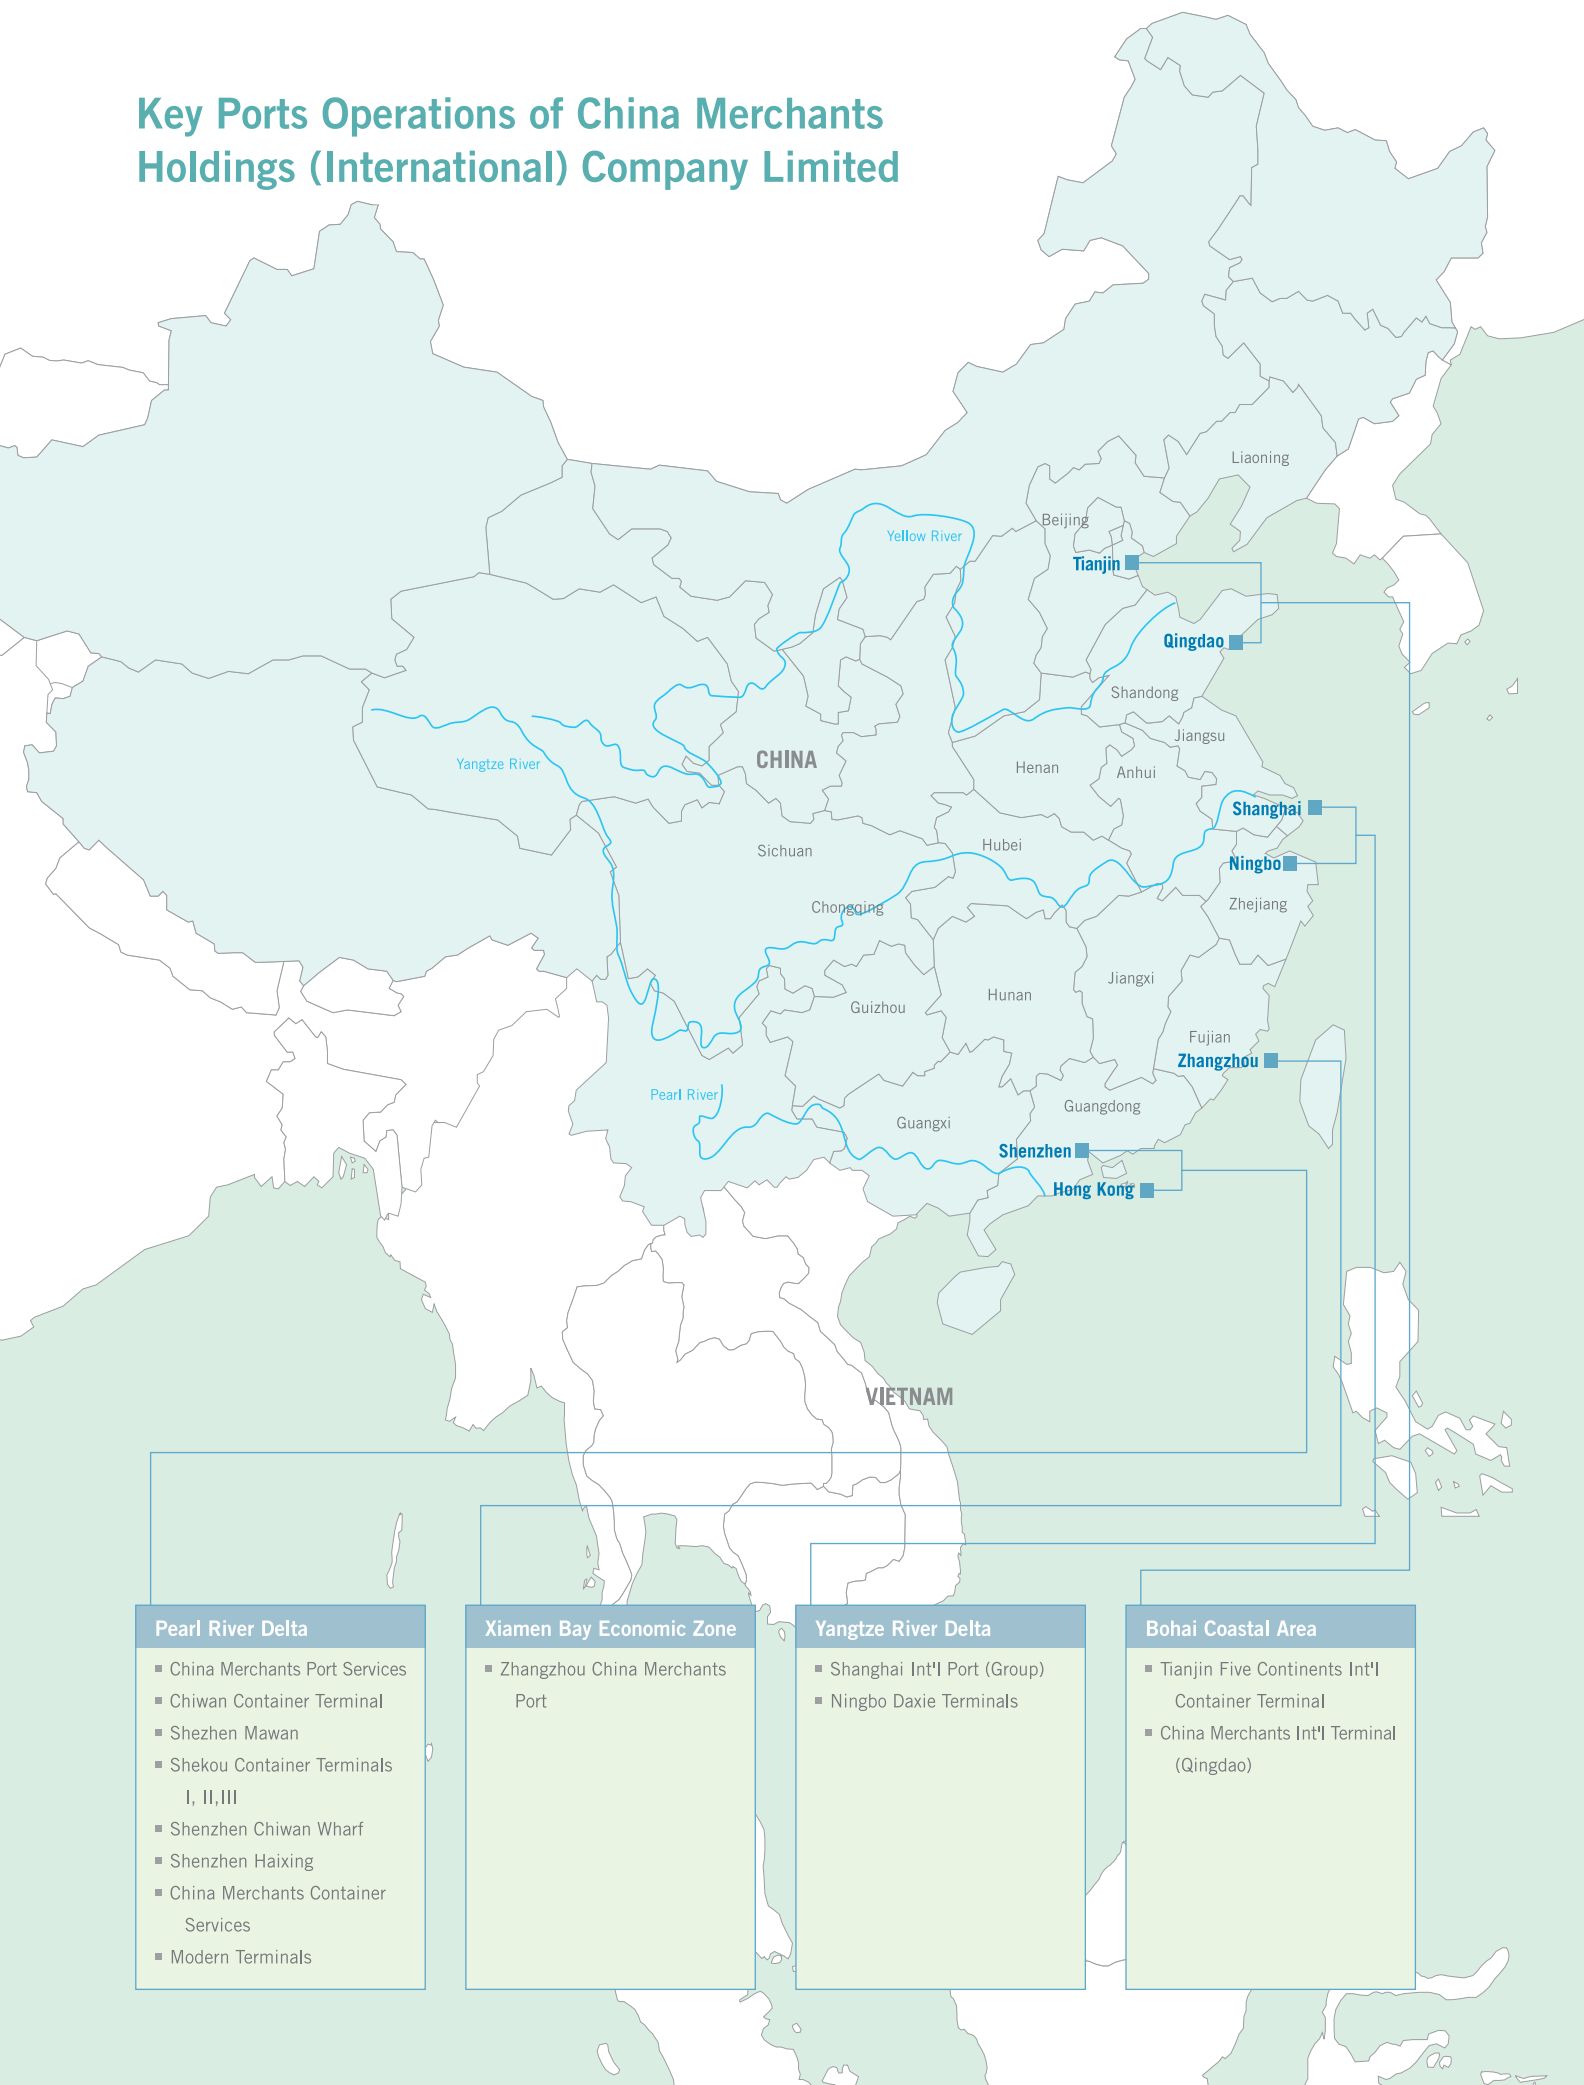 Key Ports Operations of China Merchants
Holdings (International) Company Limited
Liaoning
Beijing
Yellow River
Tianjin
Qingdao
Shandong
Jiangsu
CHINA
Yangtze River
Henan
Anhui
Shanghai
Hubei
Sichuan
Ningbo
Chongqing
Zhejiang
Jiangxi
Hunan
Guizhou
Fujian
Zhangzhou
Pearl River
Guangdong
Guangxi
Shenzhen
Hong Kong
VIETNAM
Pearl River Delta
China Merchants Port Services
Chiwan Container Terminal
Shezhen Mawan
Shekou Container Terminals
I, II,III
Shenzhen Chiwan Wharf
Shenzhen Haixing
China Merchants Container
Services
Modern Terminals
Xiamen Bay Economic Zone
Zhangzhou China Merchants
Port
Yangtze River Delta
Shanghai Int'l Port (Group)
Ningbo Daxie Terminals
Bohai Coastal Area
Tianjin Five Continents Int'l
Container Terminal
China Merchants Int'l Terminal
(Qingdao)